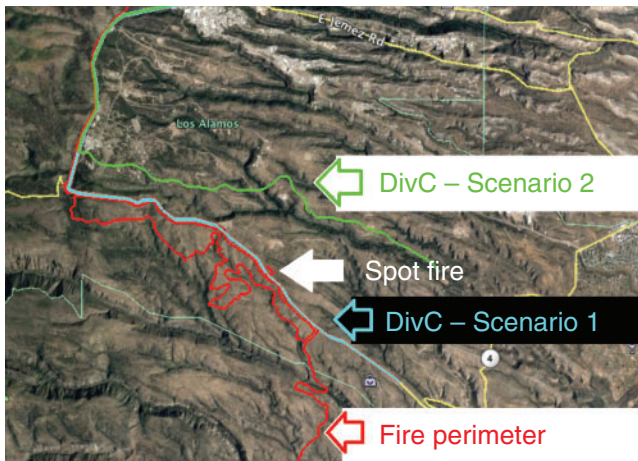 E Jemez Rd
Los Alamos
DivC – Scenario 2
Spot fire
DivC – Scenario 1
4
Fire perimeter